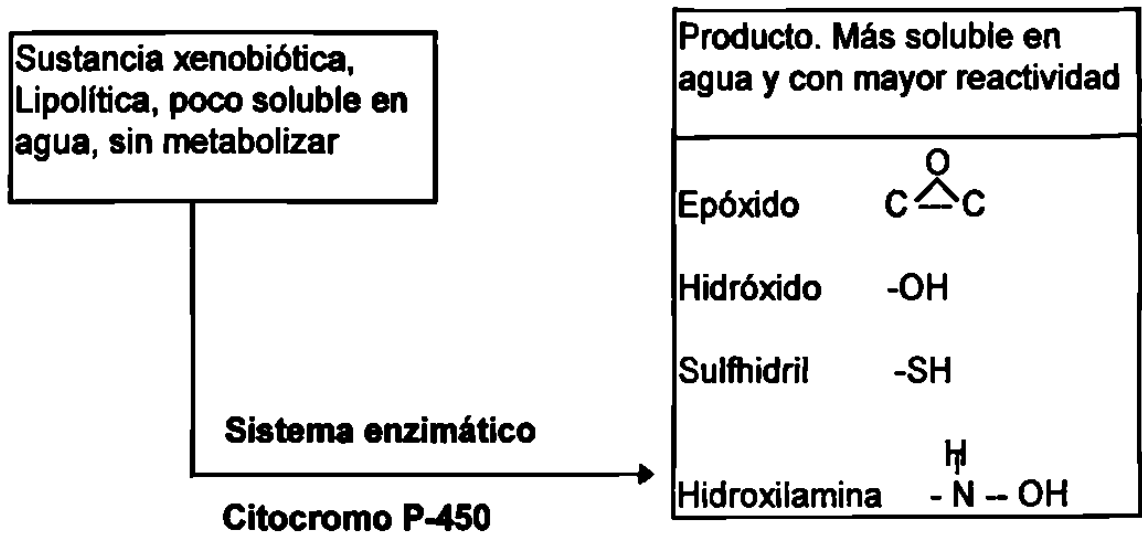 Sustancia xenobiótica,
Lipolítica, poco soluble en
agua, sin metabolizar
Sistema enzimático
Citocromo P-450
Producto. Más soluble en
agua y con mayor reactividad
O
Epóxido C C
Hidróxido -OH
Sulfhidril -SH
H
Hidroxilamina - N -- OH